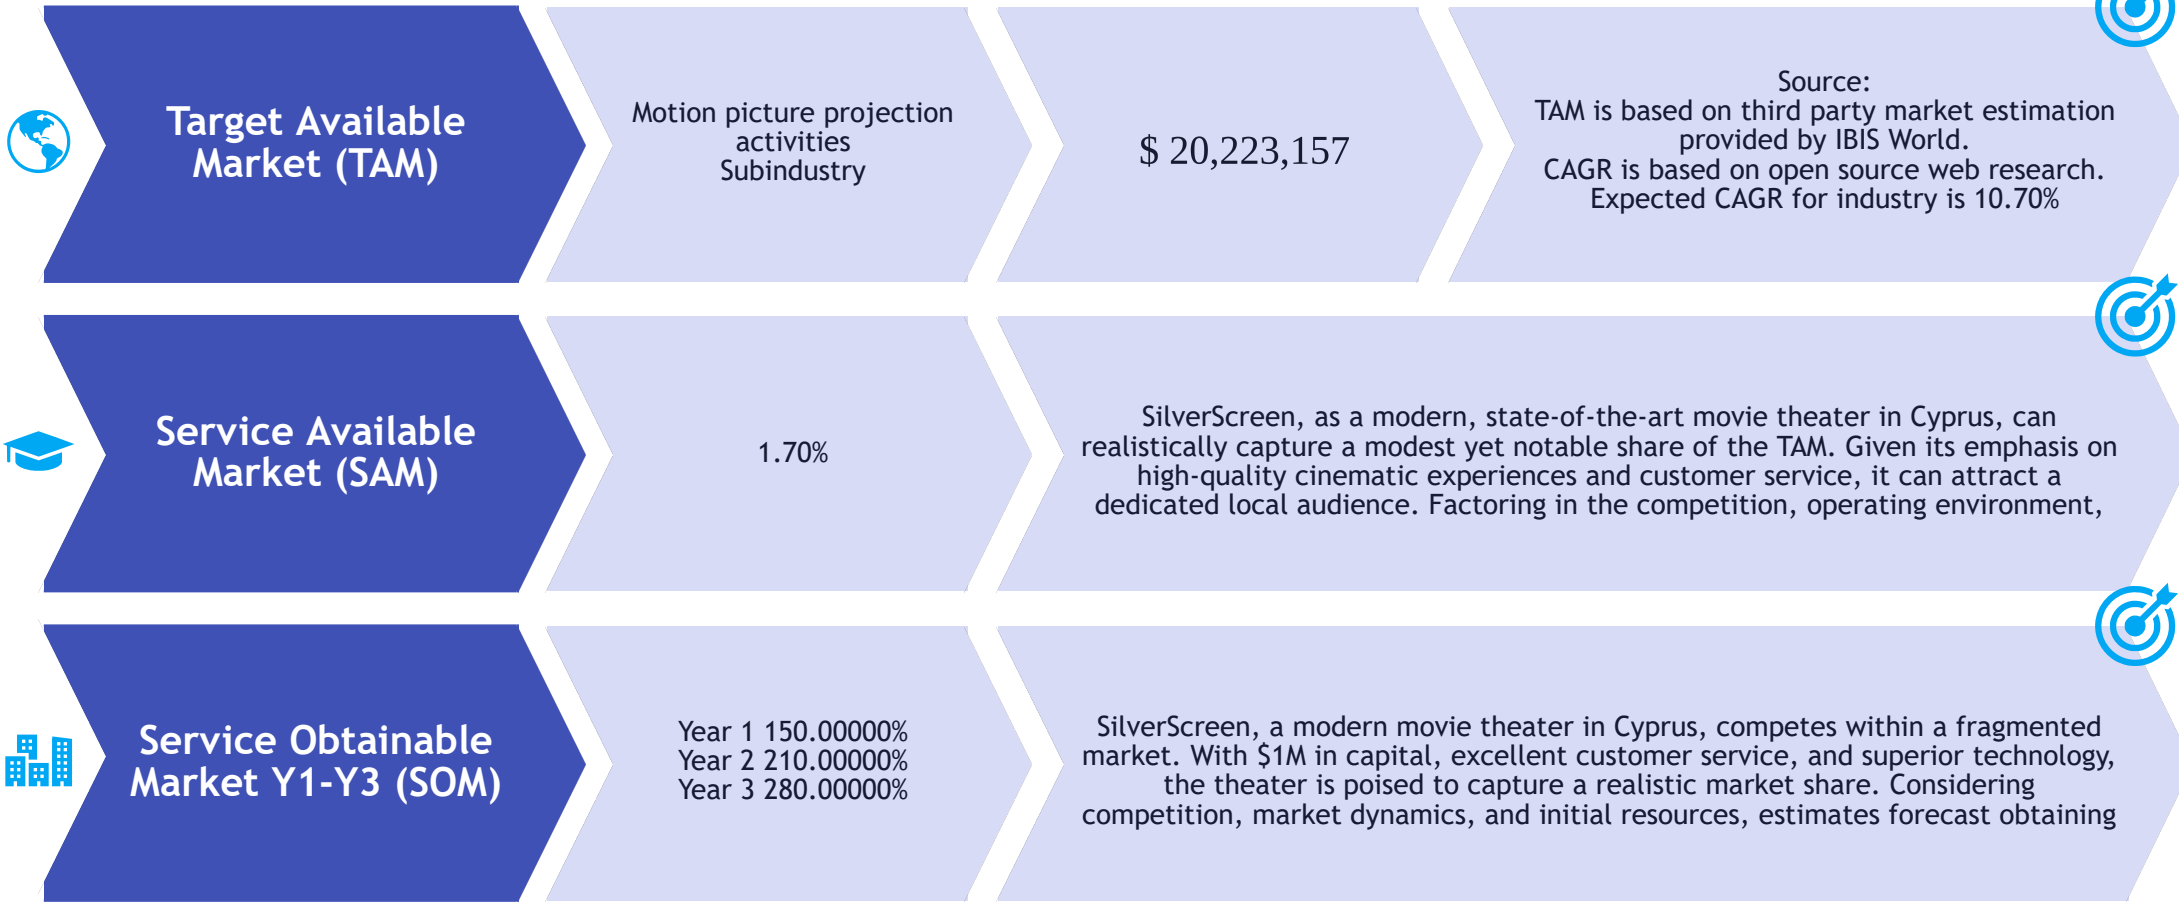 Target Available
Market (TAM)
Motion picture projection
activities
Subindustry
$ 20,223,157
Source:
TAM is based on third party market estimation
provided by IBIS World.
CAGR is based on open source web research.
Expected CAGR for industry is 10.70%
Service Available
Market (SAM)
1.70%
SilverScreen, as a modern, state-of-the-art movie theater in Cyprus, can
realistically capture a modest yet notable share of the TAM. Given its emphasis on
high-quality cinematic experiences and customer service, it can attract a
dedicated local audience. Factoring in the competition, operating environment,
Service Obtainable
Market Y1-Y3 (SOM)
Year 1 150.00000%
Year 2 210.00000%
Year 3 280.00000%
SilverScreen, a modern movie theater in Cyprus, competes within a fragmented
market. With $1M in capital, excellent customer service, and superior technology,
the theater is poised to capture a realistic market share. Considering
competition, market dynamics, and initial resources, estimates forecast obtaining